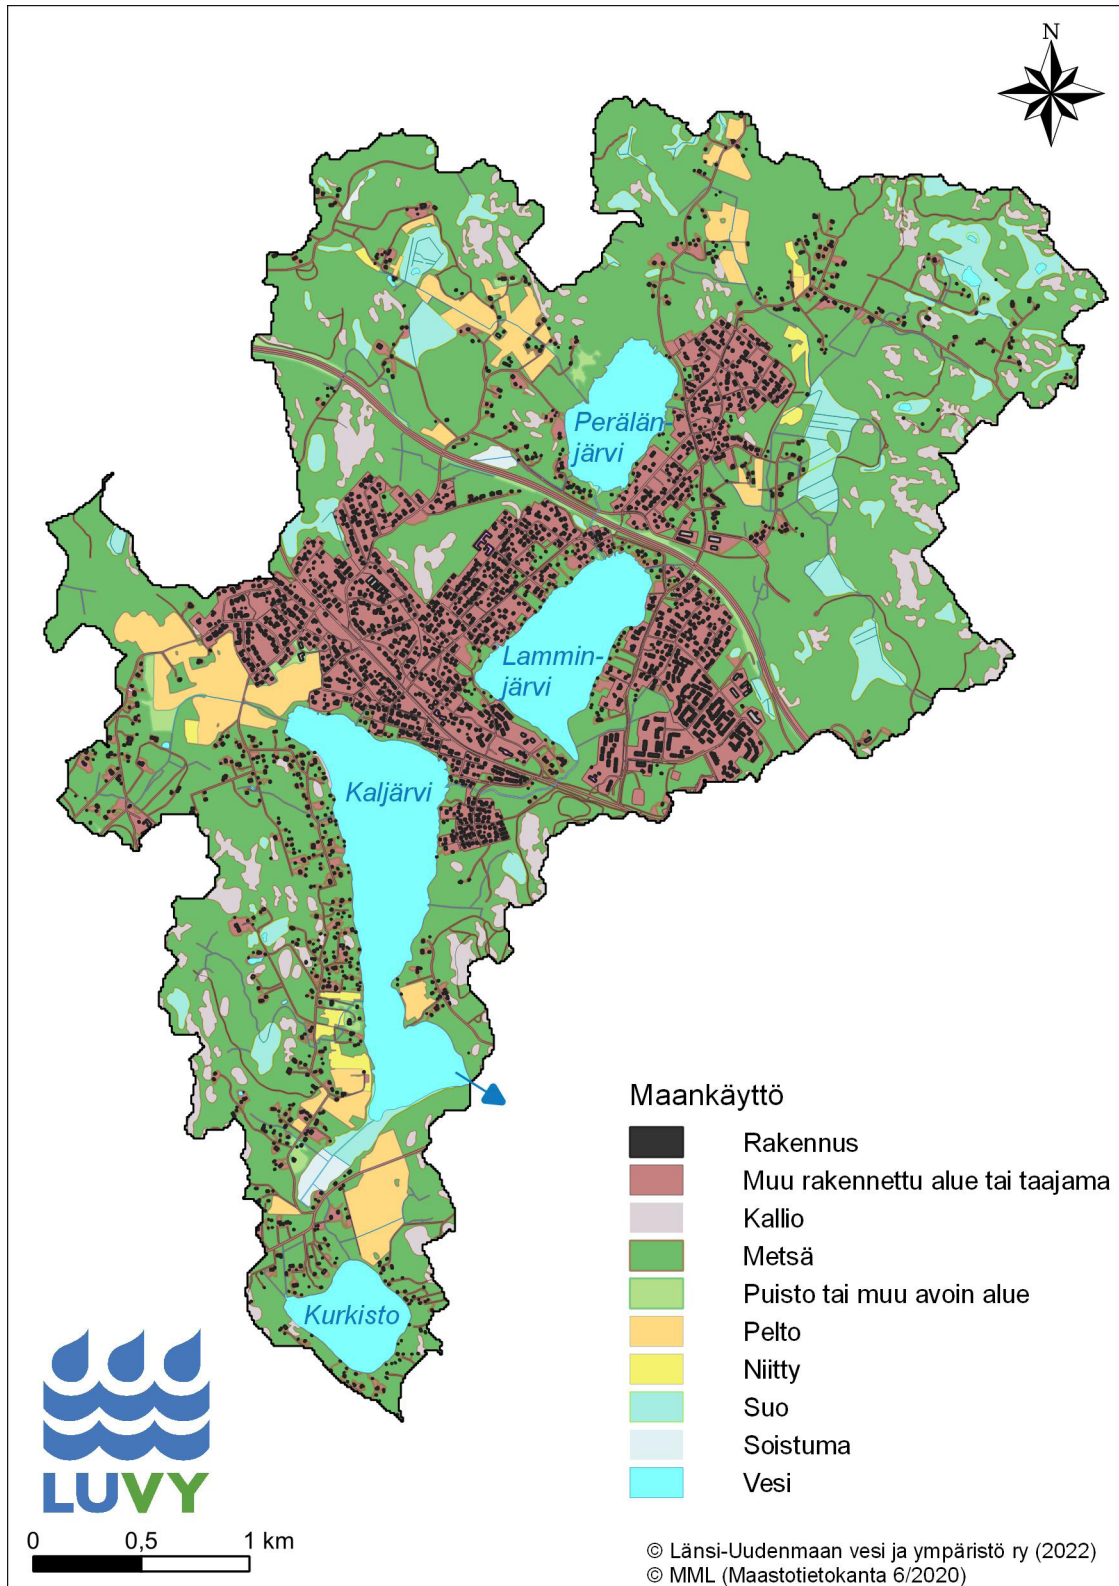 N
Perälän-
järvi
Lammin-
järvi
Kaljärvi
Kurkisto
Maankäyttö
Rakennus
Muu rakennettu alue tai taajama
Kallio
Metsä
Puisto tai muu avoin alue
Pelto
Niitty
Suo
Soistuma
Vesi
LUVY
0 0,5 1 km
© Länsi-Uudenmaan vesi ja ympäristö ry (2022)
© MML (Maastotietokanta 6/2020)